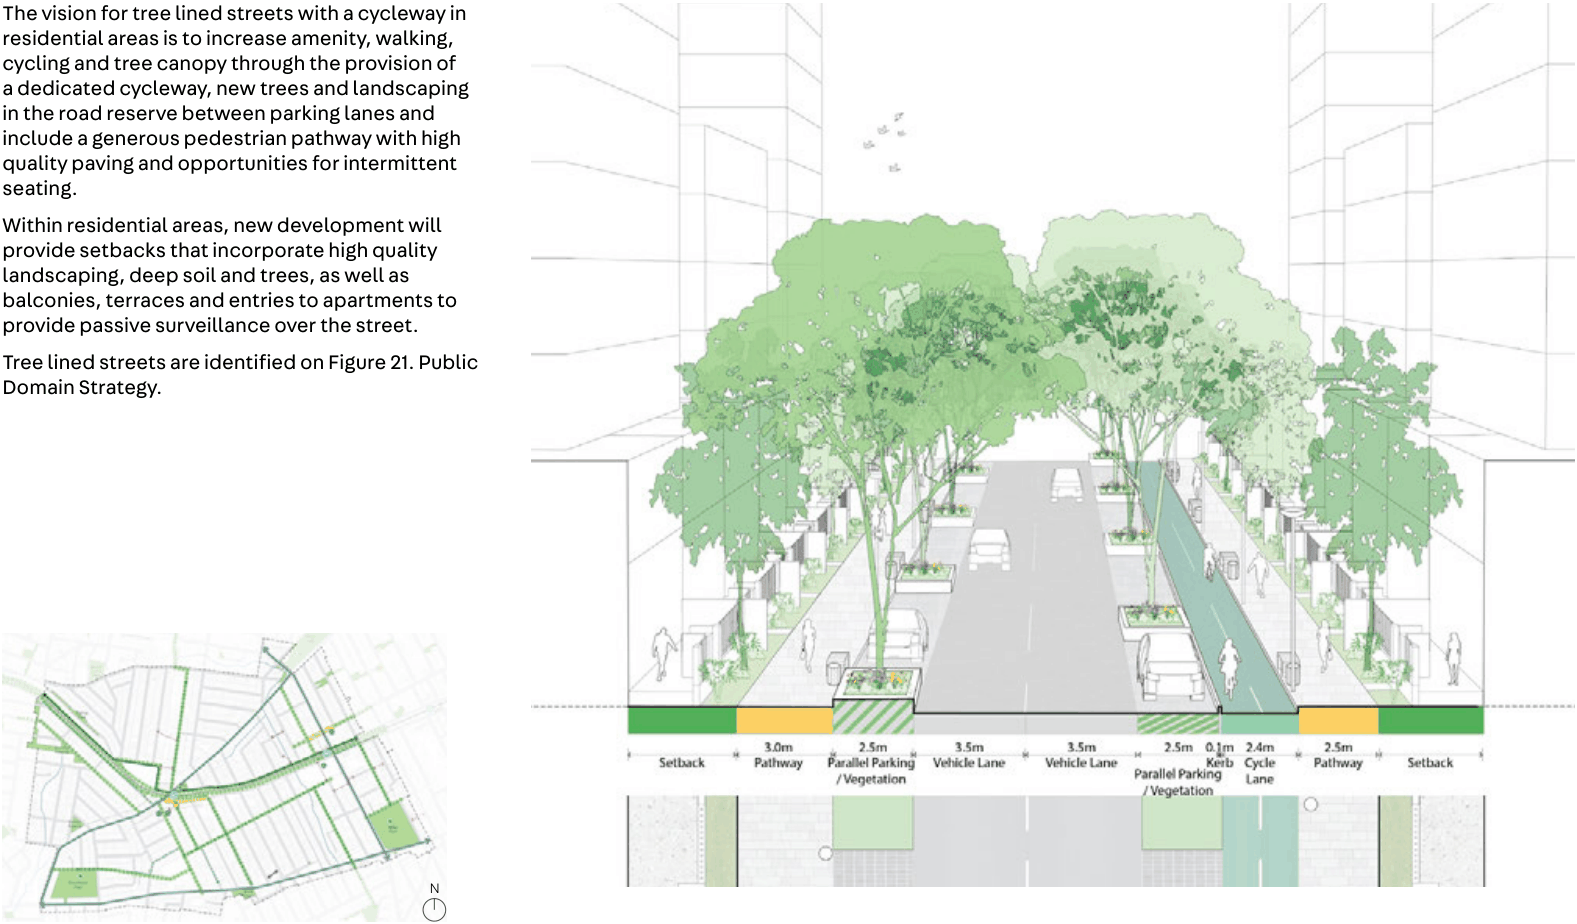 The vision for tree lined streets with a cycleway in
residential areas is to increase amenity, walking,
cycling and tree canopy through the provision of
a dedicated cycleway, new trees and landscaping
in the road reserve between parking lanes and
include a generous pedestrian pathway with high
quality paving and opportunities for intermittent
seating.
Within residential areas, new development will
provide setbacks that incorporate high quality
landscaping, deep soil and trees, as well as
balconies, terraces and entries to apartments to
provide passive surveillance over the street.
Tree lined streets are identified on Figure 21. Public
Domain Strategy.
Setback
3.0m
Pathway
2.5m
Parallel Parking
/ Vegetation
3.5m
Vehicle Lane
3.5m
Vehicle Lane
2.5m
Parallel Parking
/ Vegetation
0.1m
Kerb
2.4m
Cycle
Lane
2.5m
Pathway
Setback
N